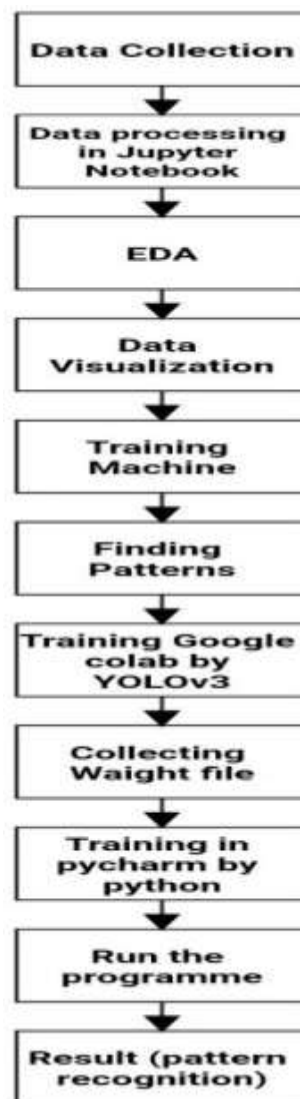 Data Collection
Data processing
in Jupyter
Notebook
EDA
Data
Visualization
Training
Machine
Finding
Patterns
Training Google
colab by
YOLOv3
Collecting
Waight file
Training in
pycharm by
python
Run the
programme
Result (pattern
recognition)